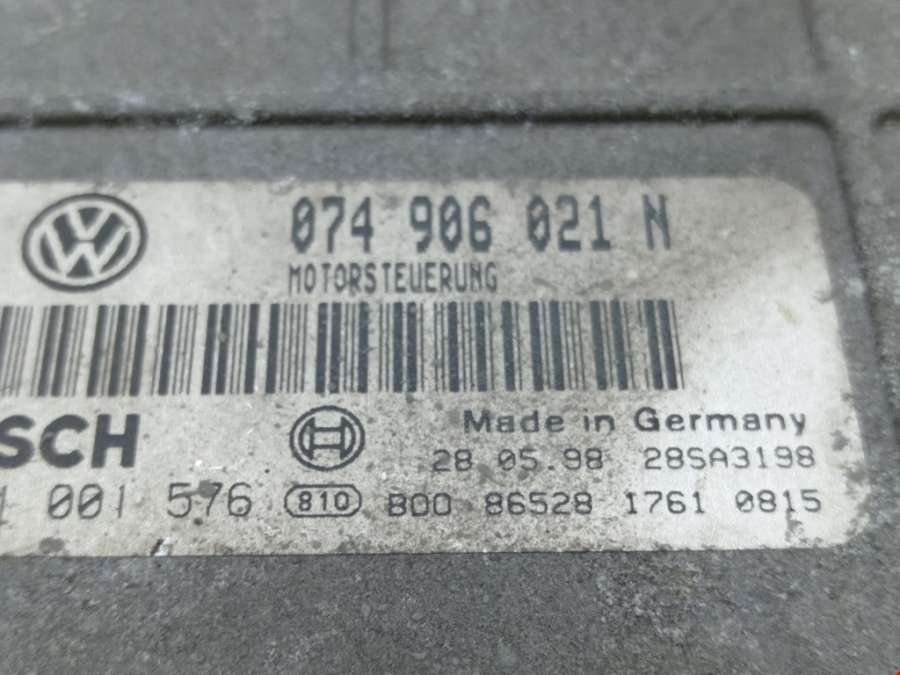 074 906 021 N
MOTORSTEUERUNG
SCH
Made in Germany
28 05.98 28SA3198
1 001 576 810 B00 86528 1761 0815